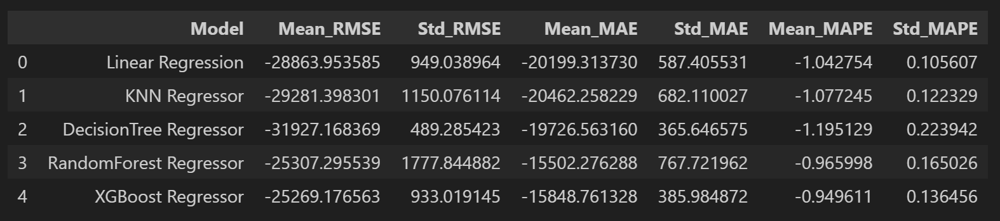 Model Mean_RMSE Std_RMSE Mean_MAE Std_MAE Mean_MAPE Std_MAPE
0 Linear Regression -28863.953585 949.038964 -20199.313730 587.405531 -1.042754 0.105607
1 KNN Regressor -29281.398301 1150.076114 -20462.258229 682.110027 -1.077245 0.122329
2 DecisionTree Regressor -31927.168369 489.285423 -19726.563160 365.646575 -1.195129 0.223942
3 RandomForest Regressor -25307.295539 1777.844882 -15502.276288 767.721962 -0.965998 0.165026
4 XGBoost Regressor -25269.176563 933.019145 -15848.761328 385.984872 -0.949611 0.136456